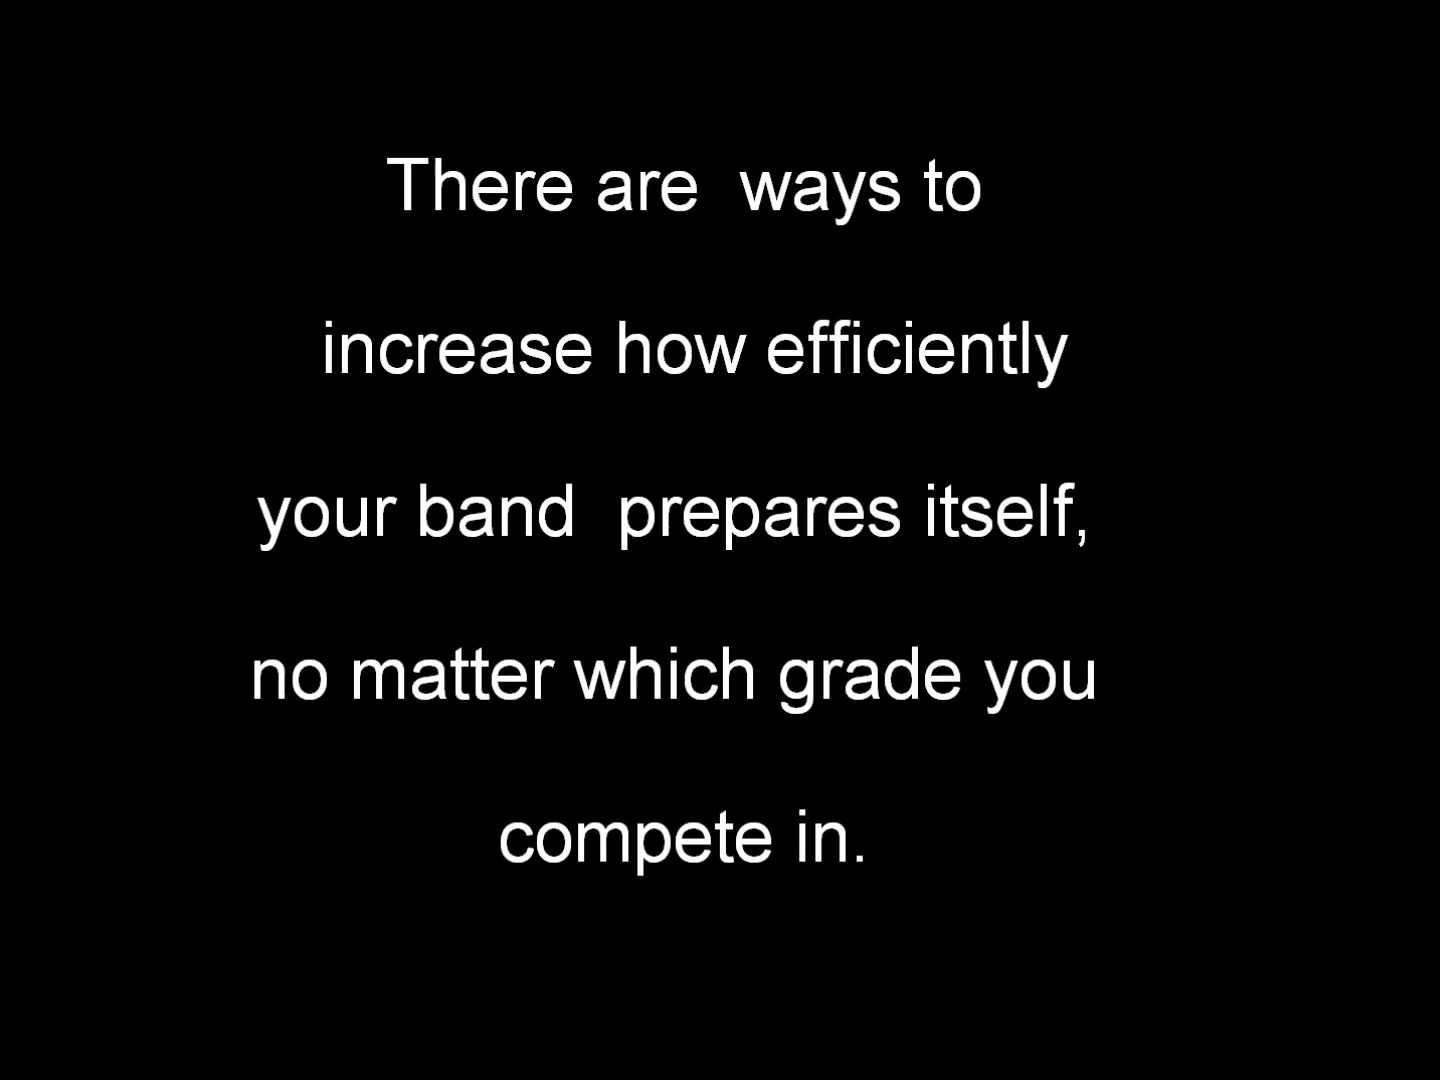 There are  ways to
increase how efficiently
your band  prepares itself,
no matter which grade you
compete in.